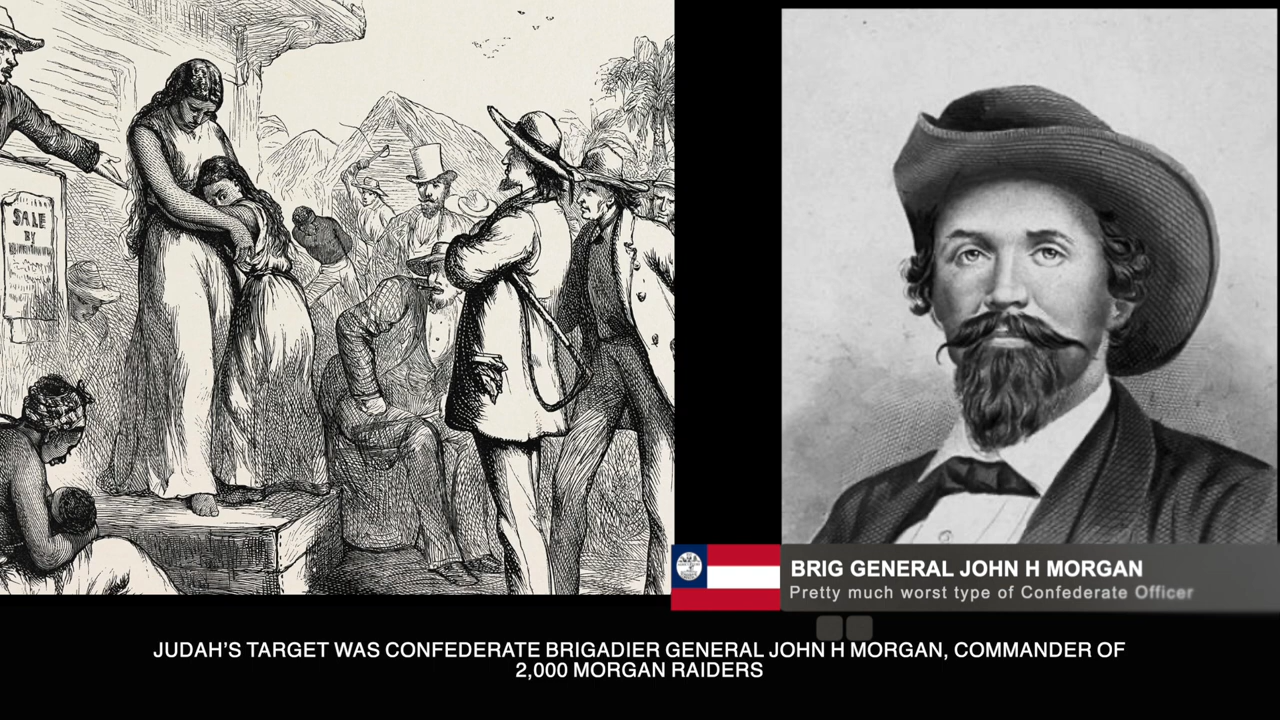 SALE
BY
BRIG GENERAL JOHN H MORGAN
Pretty much worst type of Confederate Officer
JUDAH'S TARGET WAS CONFEDERATE BRIGADIER GENERAL JOHN H MORGAN, COMMANDER OF
2,000 MORGAN RAIDERS